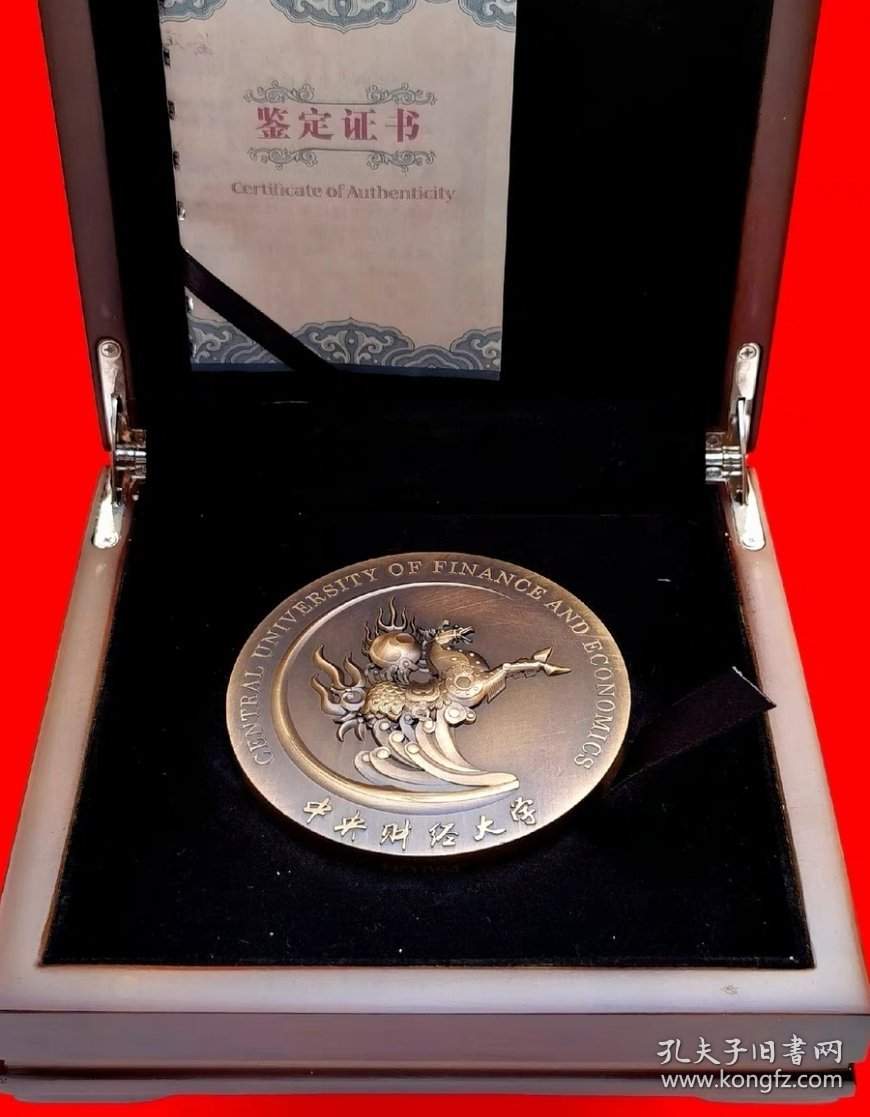 鉴定证书
Certificate of Authenticity
CENTRAL UNIVERSITY OF FINANCE AND ECONOMICS
中央财经大学
孔夫子旧書网
www.kongfz.com